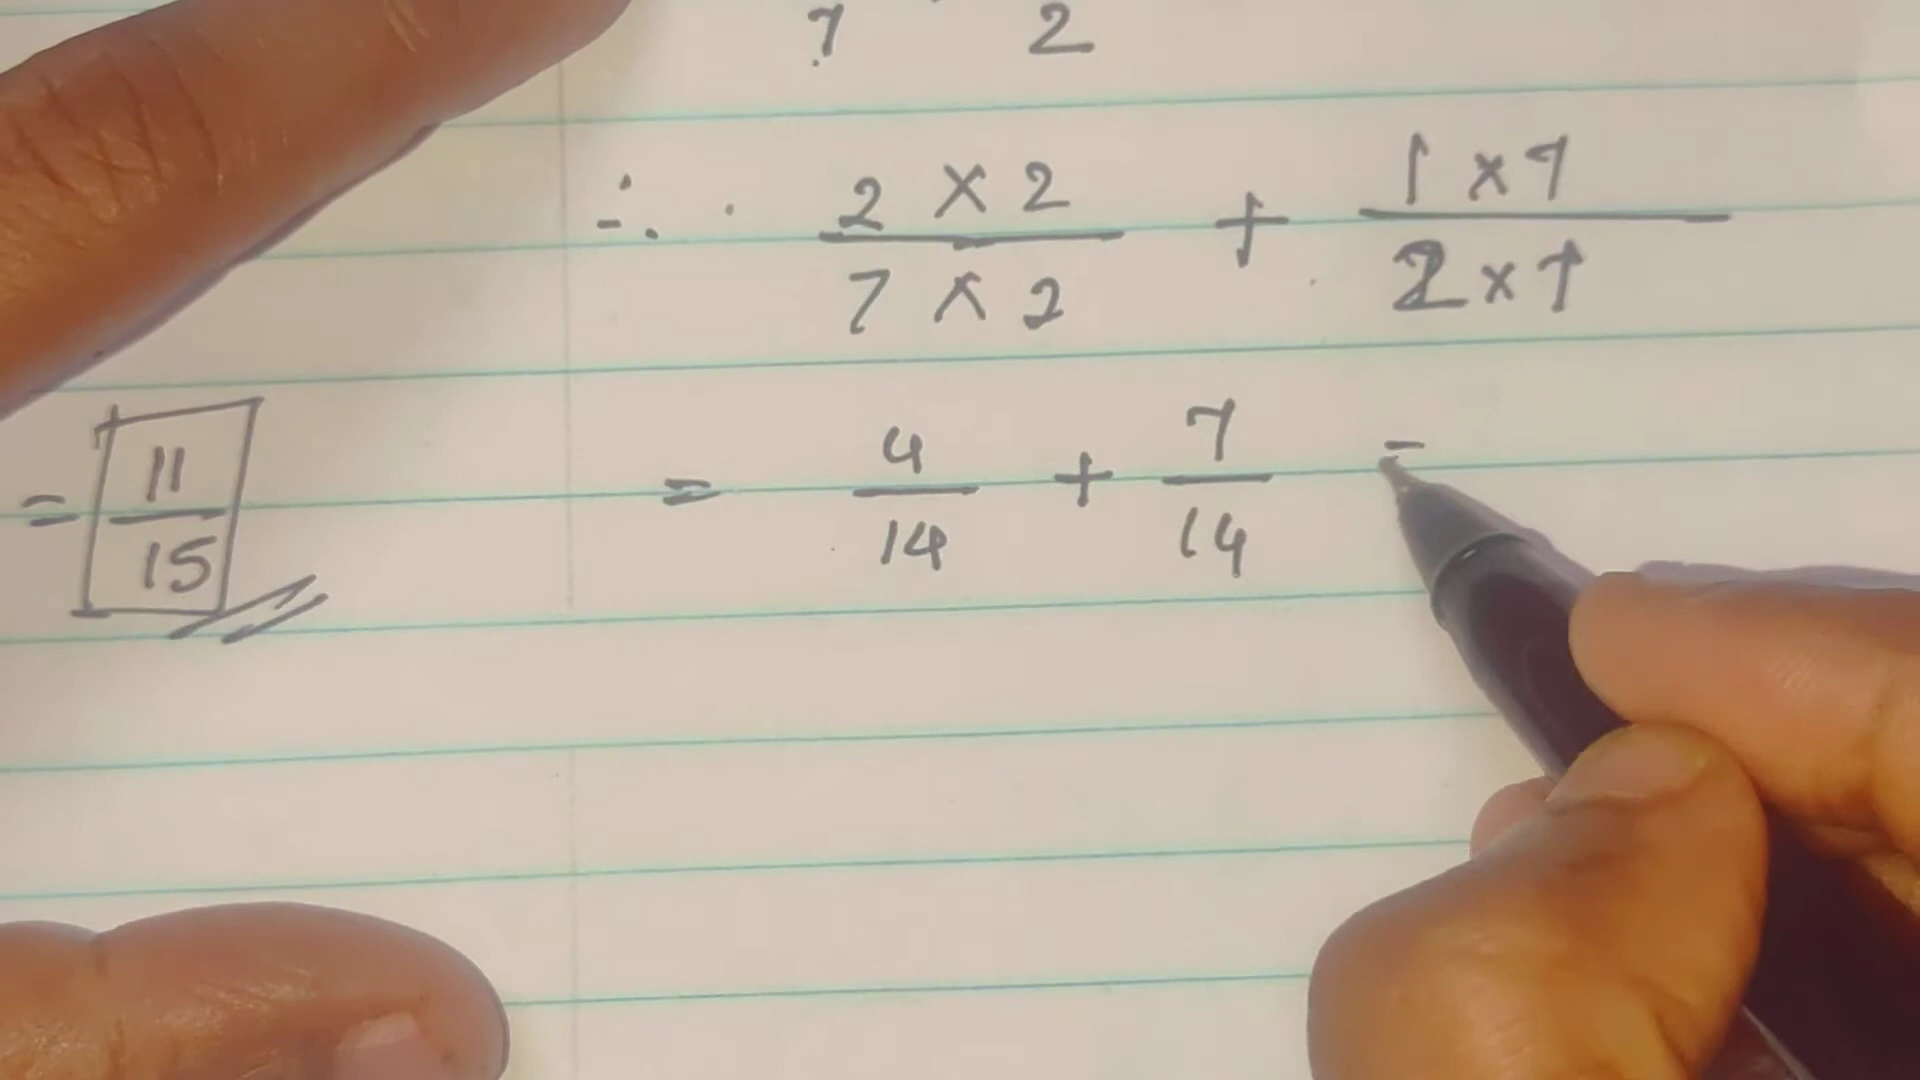 7 2
∴ 2 × 2 / 7 × 2 + 1 × 7 / 2 × 7
= 11/15
= 4/14 + 7/14 =